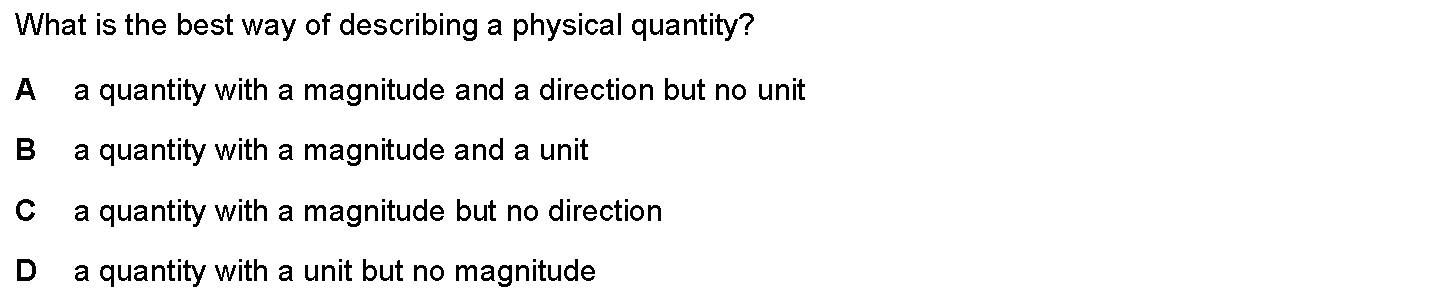 What is the best way of describing a physical quantity?
A a quantity with a magnitude and a direction but no unit
B a quantity with a magnitude and a unit
C a quantity with a magnitude but no direction
D a quantity with a unit but no magnitude